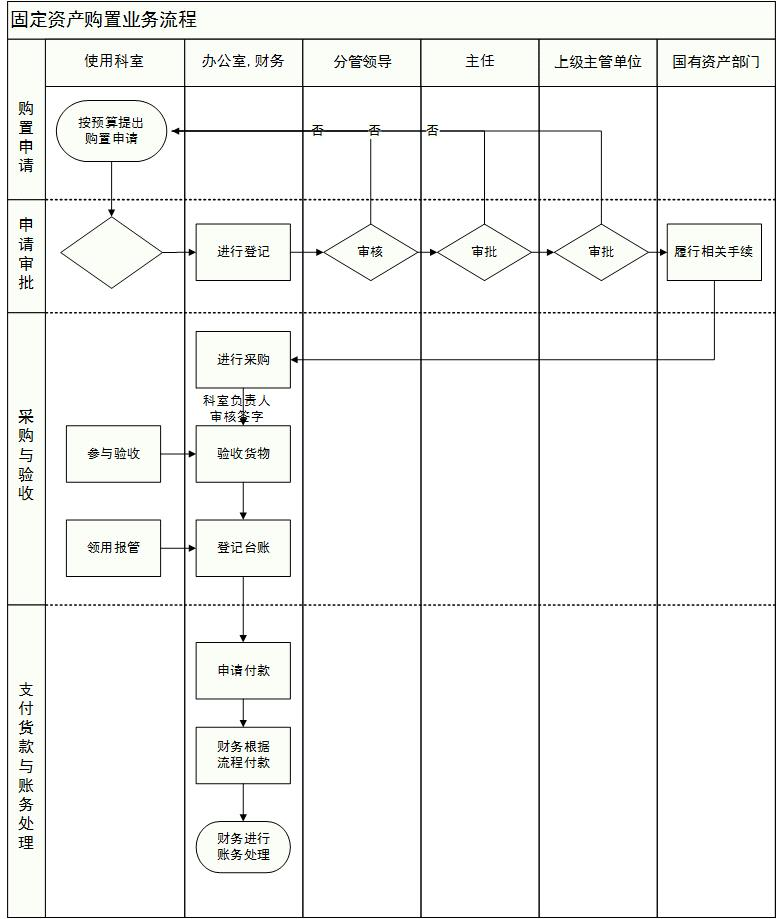 固定资产购置业务流程
使用科室
办公室,财务
分管领导
主任
上级主管单位
国有资产部门
购置申请
按预算提出
购置申请
否
否
否
申请审批
进行登记
审核
审批
审批
履行相关手续
采购与验收
进行采购
科室负责人
审核签字
参与验收
验收货物
领用报管
登记台账
支付货款与账务处理
申请付款
财务根据
流程付款
财务进行
账务处理